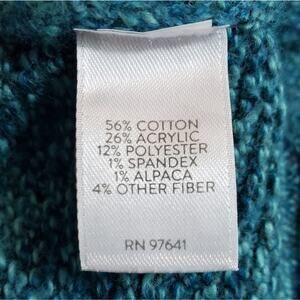 56% COTTON
26% ACRYLIC
12% POLYESTER
1% SPANDEX
1% ALPACA
4% OTHER FIBER
RN 97641